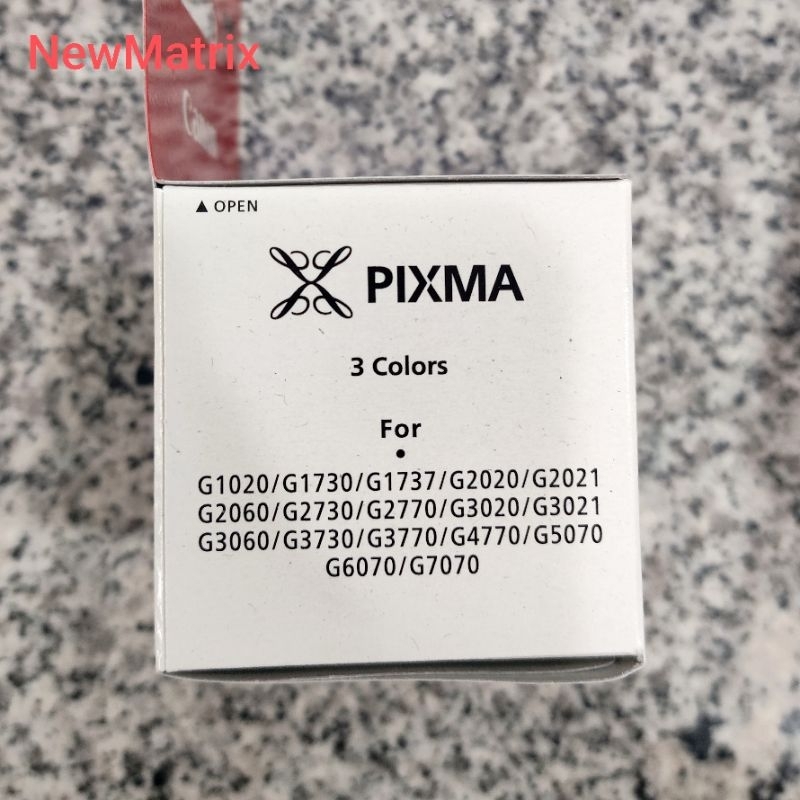 NewMatrix
Canon
▲ OPEN
PIXMA
3 Colors
For
•
G1020/G1730/G1737/G2020/G2021
G2060/G2730/G2770/G3020/G3021
G3060/G3730/G3770/G4770/G5070
G6070/G7070